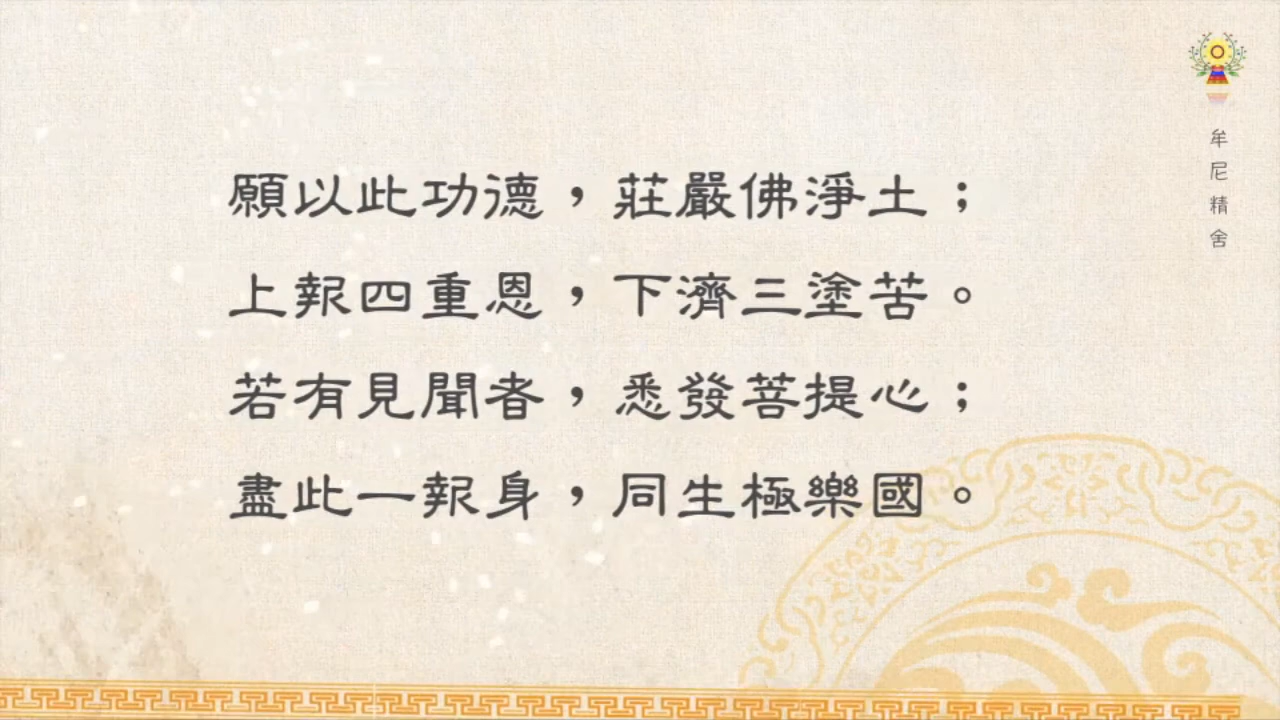 願以此功德，莊嚴佛淨土；
上報四重恩，下濟三塗苦。
若有見聞者，悉發菩提心；
盡此一報身，同生極樂國。
牟尼精舍